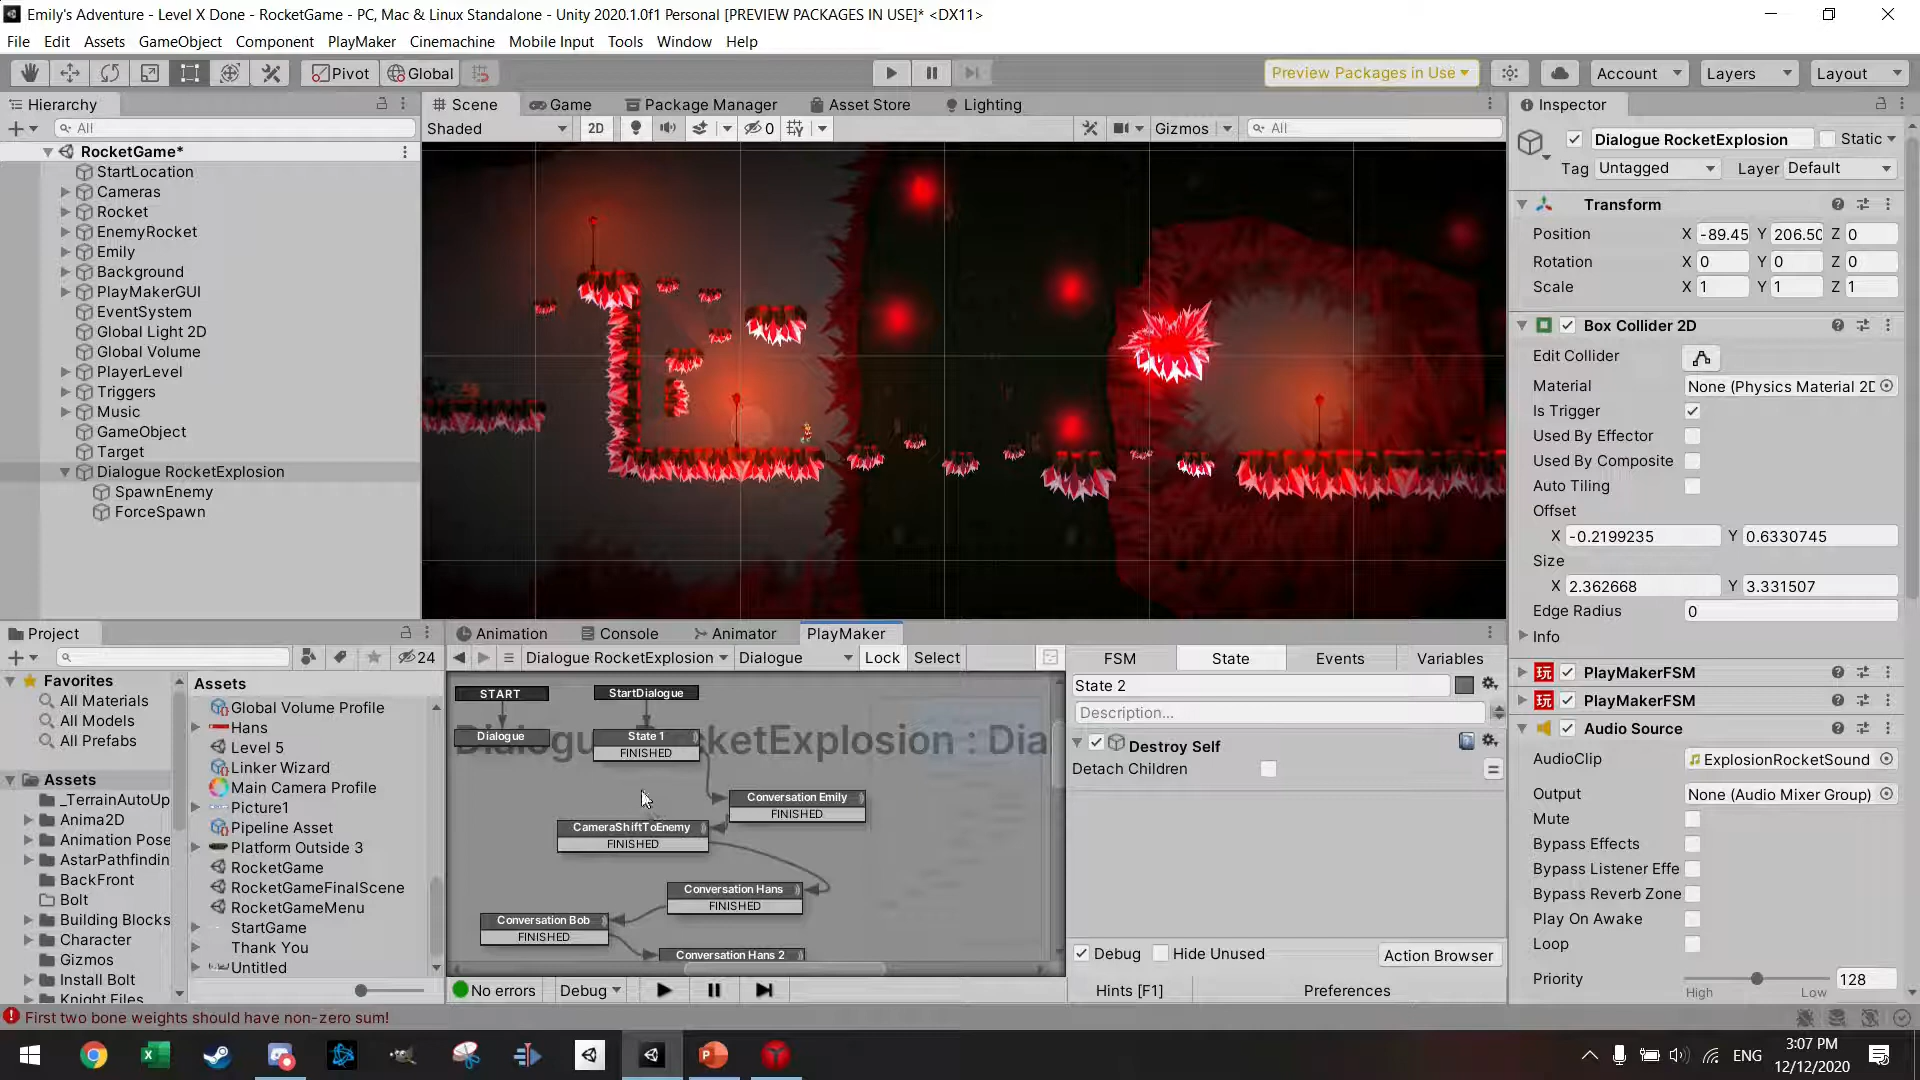 Emily's Adventure - Level X Done - RocketGame - PC, Mac & Linux Standalone - Unity 2020.1.0f1 Personal [PREVIEW PACKAGES IN USE]* <DX11>
File Edit Assets GameObject Component PlayMaker Cinemachine Mobile Input Tools Window Help
Pivot Global Preview Packages in Use Account Layers Layout
Hierarchy
All
RocketGame*
StartLocation
Cameras
Rocket
EnemyRocket
Emily
Background
PlayMakerGUI
EventSystem
Global Light 2D
Global Volume
PlayerLevel
Triggers
Music
GameObject
Target
Dialogue RocketExplosion
SpawnEnemy
ForceSpawn
Scene Game Package Manager Asset Store Lighting
Shaded 2D 0 Gizmos All
Inspector
Dialogue RocketExplosion Static
Tag Untagged Layer Default
Transform
Position X -89.45 Y 206.50 Z 0
Rotation X 0 Y 0 Z 0
Scale X 1 Y 1 Z 1
Box Collider 2D
Edit Collider
Material None (Physics Material 2D
Is Trigger
Used By Effector
Used By Composite
Auto Tiling
Offset
X -0.2199235 Y 0.6330745
Size
X 2.362668 Y 3.331507
Edge Radius 0
Info
PlayMakerFSM
PlayMakerFSM
Audio Source
AudioClip ExplosionRocketSound
Output None (Audio Mixer Group)
Mute
Bypass Effects
Bypass Listener Effe
Bypass Reverb Zone
Play On Awake
Loop
Priority 128
High Low
Project
24
Favorites
All Materials
All Models
All Prefabs
Assets
_TerrainAutoUp
Anima2D
Animation Pose
AstarPathfindin
BackFront
Bolt
Building Blocks
Character
Gizmos
Install Bolt
Knight Files
Assets
Global Volume Profile
Hans
Level 5
Linker Wizard
Main Camera Profile
Picture1
Pipeline Asset
Platform Outside 3
RocketGame
RocketGameFinalScene
RocketGameMenu
StartGame
Thank You
Untitled
Animation Console Animator PlayMaker
Dialogue RocketExplosion Dialogue Lock Select
Dialogue RocketExplosion : Dia
START
Dialogue
StartDialogue
State 1
FINISHED
Conversation Emily
FINISHED
CameraShiftToEnemy
FINISHED
Conversation Hans
FINISHED
Conversation Bob
FINISHED
Conversation Hans 2
No errors Debug
FSM State Events Variables
State 2
Description...
Destroy Self
Detach Children
Debug Hide Unused Action Browser
Hints [F1] Preferences
First two bone weights should have non-zero sum!
ENG
3:07 PM
12/12/2020